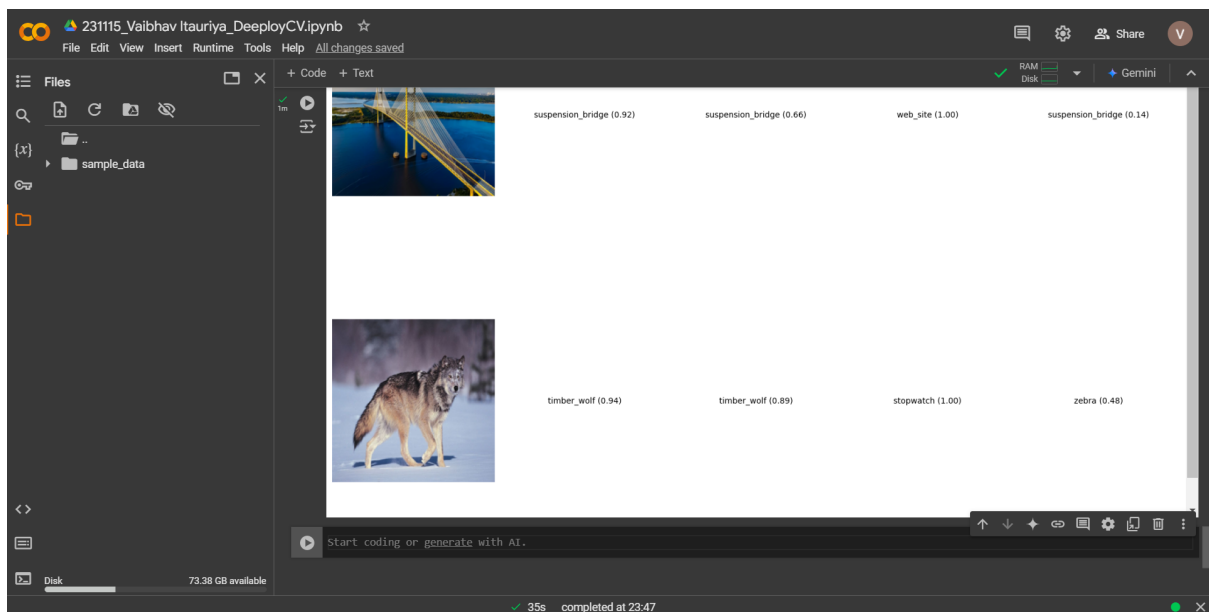 231115_Vaibhav Itauriya_DeeployCV.ipynb
File Edit View Insert Runtime Tools Help All changes saved
Share
V
Files
+ Code + Text
RAM
Disk
Gemini
..
{x}
sample_data
1m
suspension_bridge (0.92) suspension_bridge (0.66) web_site (1.00) suspension_bridge (0.14)
timber_wolf (0.94) timber_wolf (0.89) stopwatch (1.00) zebra (0.48)
Start coding or generate with AI.
Disk 73.38 GB available
35s completed at 23:47